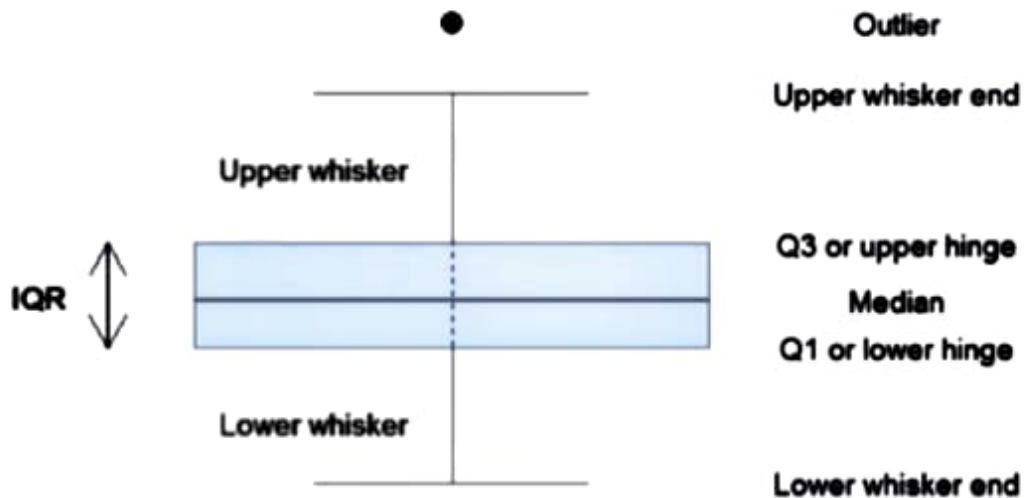 Outlier
Upper whisker end
Upper whisker
Q3 or upper hinge
IQR
Median
Q1 or lower hinge
Lower whisker
Lower whisker end